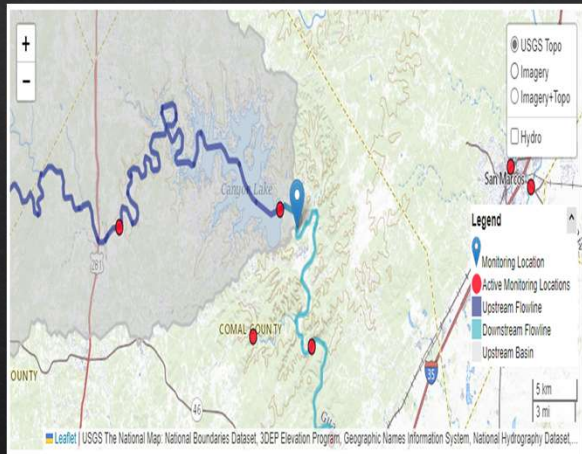 +
−
USGS Topo
Imagery
Imagery+Topo
Hydro
Canyon Lake
San Marcos
281
COMAL COUNTY
OUNTY
46
35
Legend
^
Monitoring Location
Active Monitoring Locations
Upstream Flowline
Downstream Flowline
Upstream Basin
5 km
3 mi
Leaflet | USGS The National Map: National Boundaries Dataset, 3DEP Elevation Program, Geographic Names Information System, National Hydrography Dataset,...